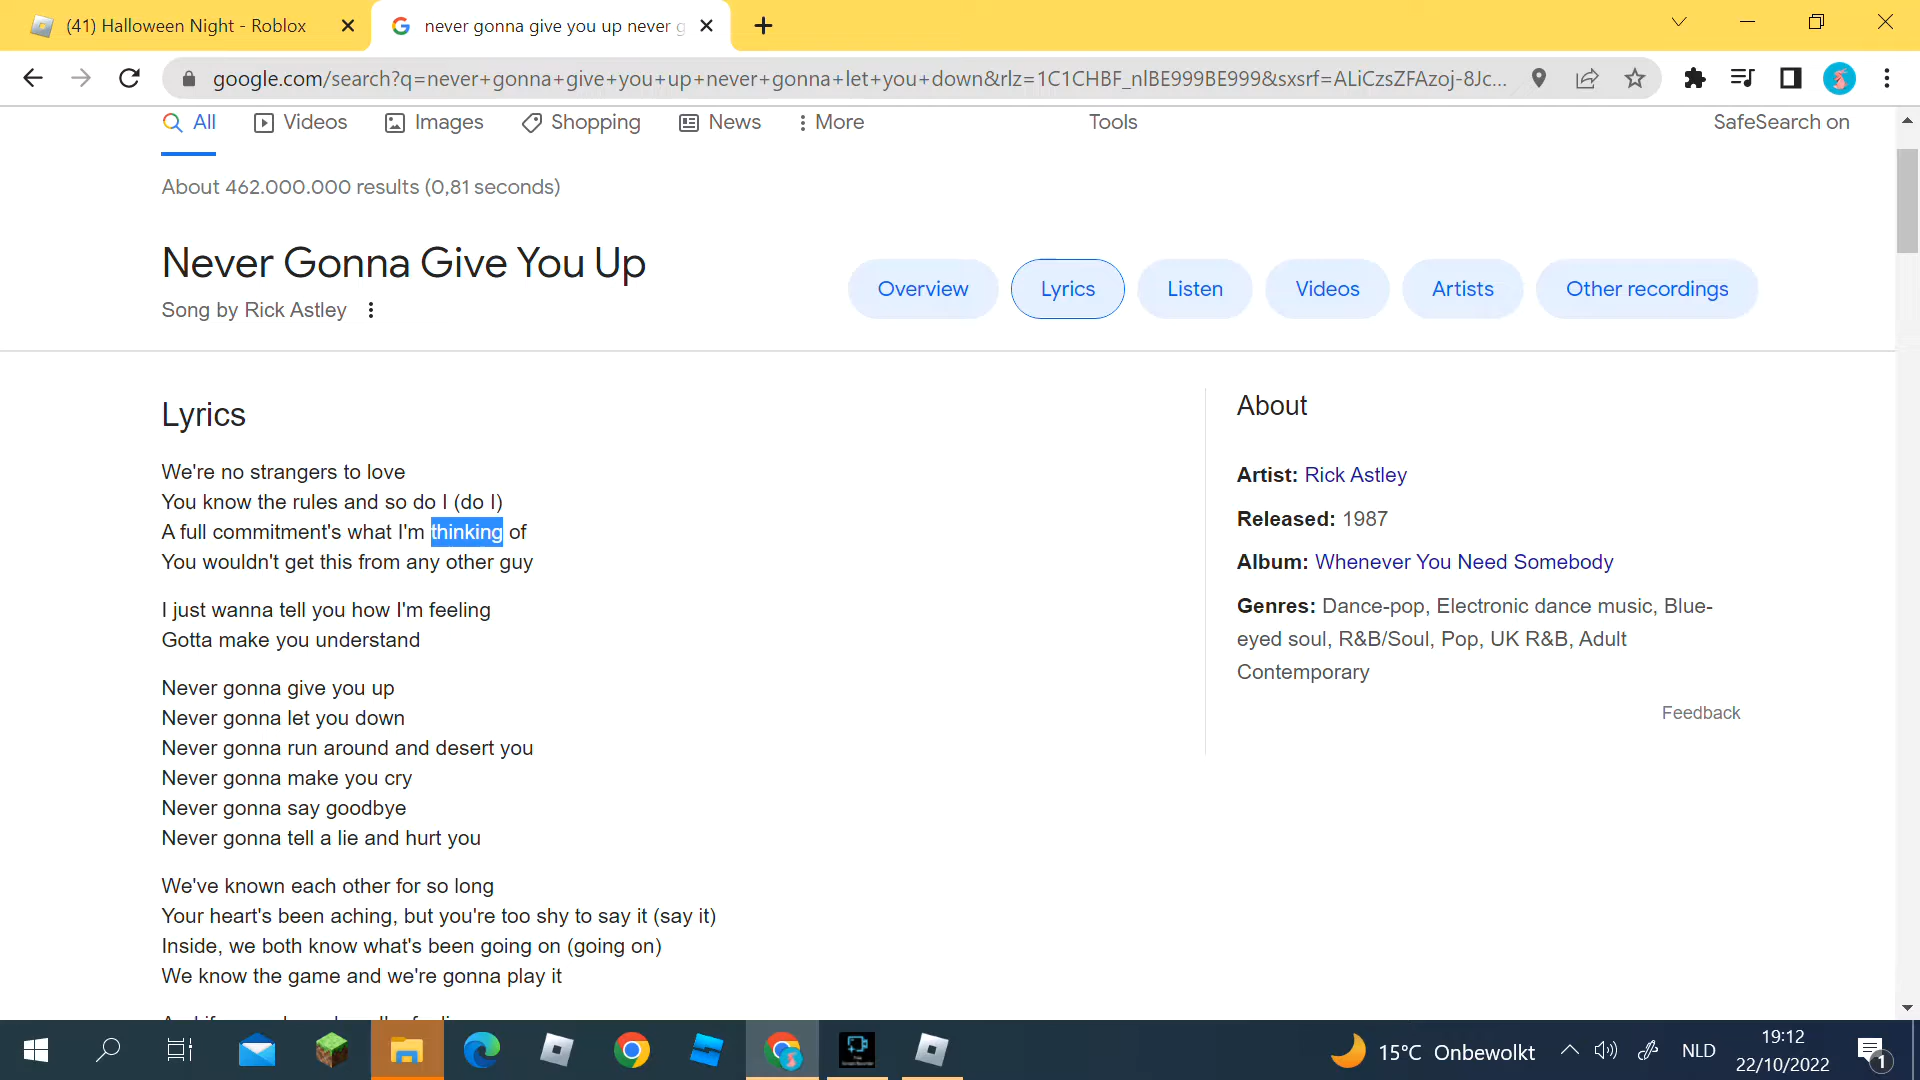 (41) Halloween Night - Roblox
never gonna give you up never g
google.com/search?q=never+gonna+give+you+up+never+gonna+let+you+down&rlz=1C1CHBF_nlBE999BE999&sxsrf=ALiCzsZFAzoj-8Jc...
All Videos Images Shopping News More Tools SafeSearch on
About 462.000.000 results (0,81 seconds)
Never Gonna Give You Up
Song by Rick Astley
Overview Lyrics Listen Videos Artists Other recordings
Lyrics
We're no strangers to love
You know the rules and so do I (do I)
A full commitment's what I'm thinking of
You wouldn't get this from any other guy
I just wanna tell you how I'm feeling
Gotta make you understand
Never gonna give you up
Never gonna let you down
Never gonna run around and desert you
Never gonna make you cry
Never gonna say goodbye
Never gonna tell a lie and hurt you
We've known each other for so long
Your heart's been aching, but you're too shy to say it (say it)
Inside, we both know what's been going on (going on)
We know the game and we're gonna play it
About
Artist: Rick Astley
Released: 1987
Album: Whenever You Need Somebody
Genres: Dance-pop, Electronic dance music, Blue-
eyed soul, R&B/Soul, Pop, UK R&B, Adult
Contemporary
Feedback
15°C Onbewolkt
NLD
19:12
22/10/2022
1